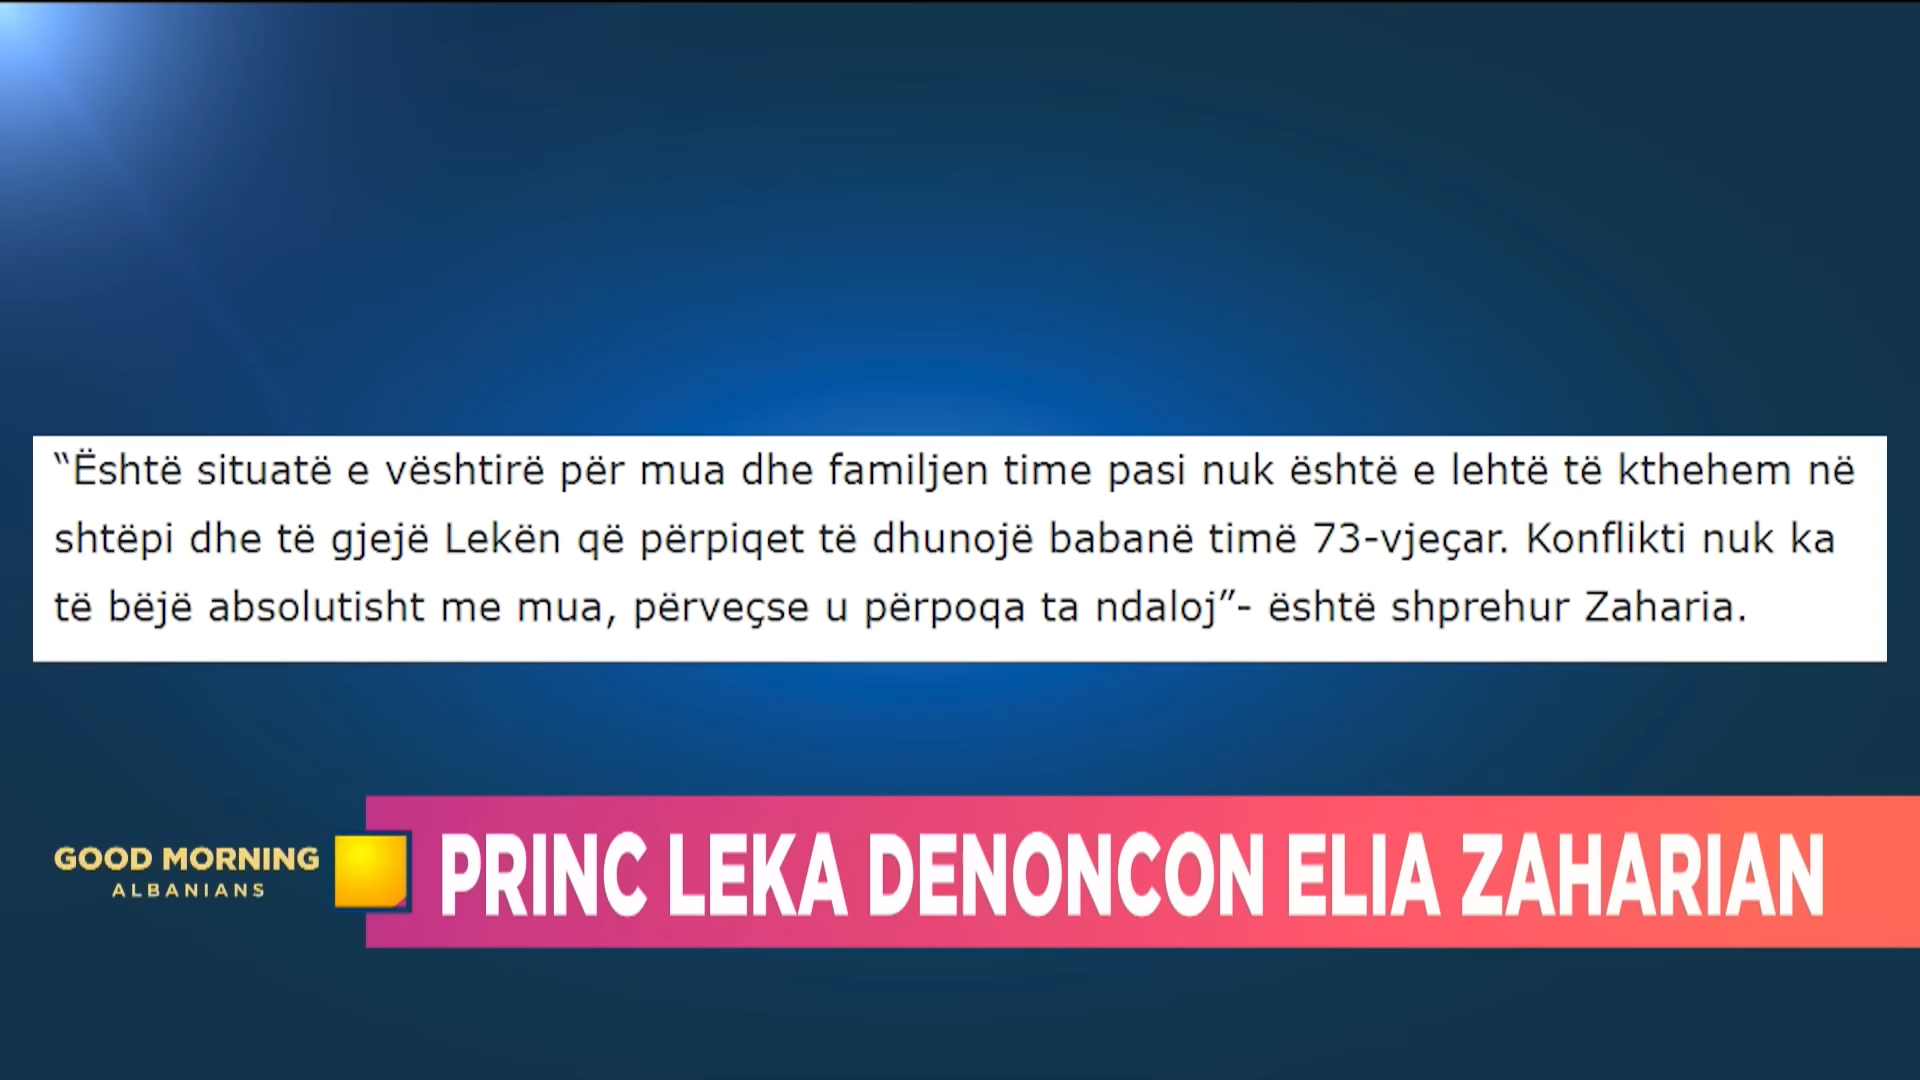 “Është situatë e vështirë për mua dhe familjen time pasi nuk është e lehtë të kthehem në
shtëpi dhe të gjejë Lekën që përpiqet të dhunojë babanë timë 73-vjeçar. Konflikti nuk ka
të bëjë absolutisht me mua, përveçse u përpoqa ta ndaloj”- është shprehur Zaharia.
GOOD MORNING
ALBANIANS
PRINC LEKA DENONCON ELIA ZAHARIAN